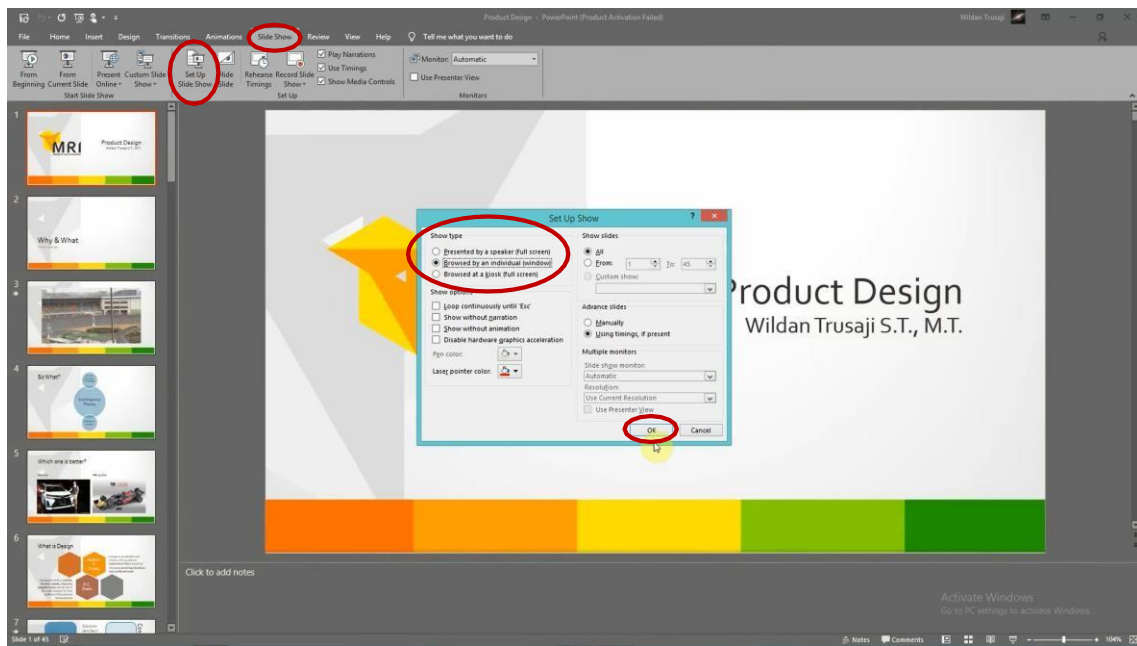 Product Design - PowerPoint (Product Activation Failed)
Wildan Trusaji
File Home Insert Design Transitions Animations Slide Show Review View Help Tell me what you want to do
From Beginning
From Current Slide
Present Online
Custom Slide Show
Start Slide Show
Set Up Slide Show
Hide Slide
Rehearse Timings
Record Slide Show
Play Narrations
Use Timings
Show Media Controls
Set Up
Monitor: Automatic
Use Presenter View
Monitors
1
MRI
Product Design
2
Why & What
3
4
So What?
5
Which one is better?
6
What is Design
7
Product Design
Wildan Trusaji S.T., M.T.
Set Up Show
?
Show type
Presented by a speaker (full screen)
Browsed by an individual (window)
Browsed at a kiosk (full screen)
Show options
Loop continuously until 'Esc'
Show without narration
Show without animation
Disable hardware graphics acceleration
Pen color:
Laser pointer color:
Show slides
All
From: 1 To: 45
Custom show:
Advance slides
Manually
Using timings, if present
Multiple monitors
Slide show monitor:
Automatic
Resolution:
Use Current Resolution
Use Presenter View
OK Cancel
Click to add notes
Activate Windows
Go to PC settings to activate Windows.
Slide 1 of 45
Notes Comments 104%